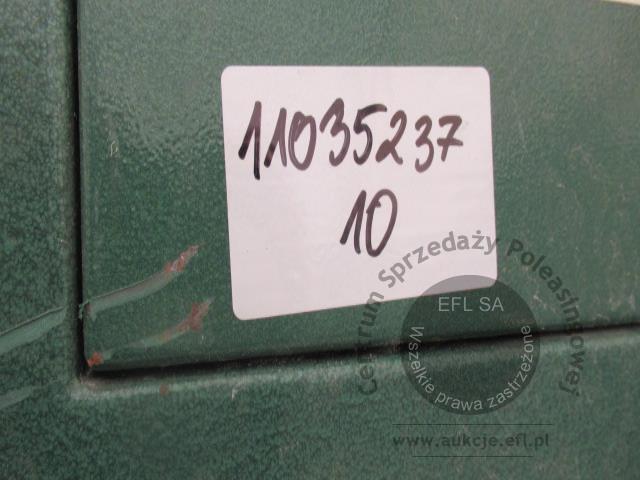 11035237
10
Centrum Sprzedaży Poleasingowej
EFL SA
Wszelkie prawa zastrzeżone
www.aukcje.efl.pl